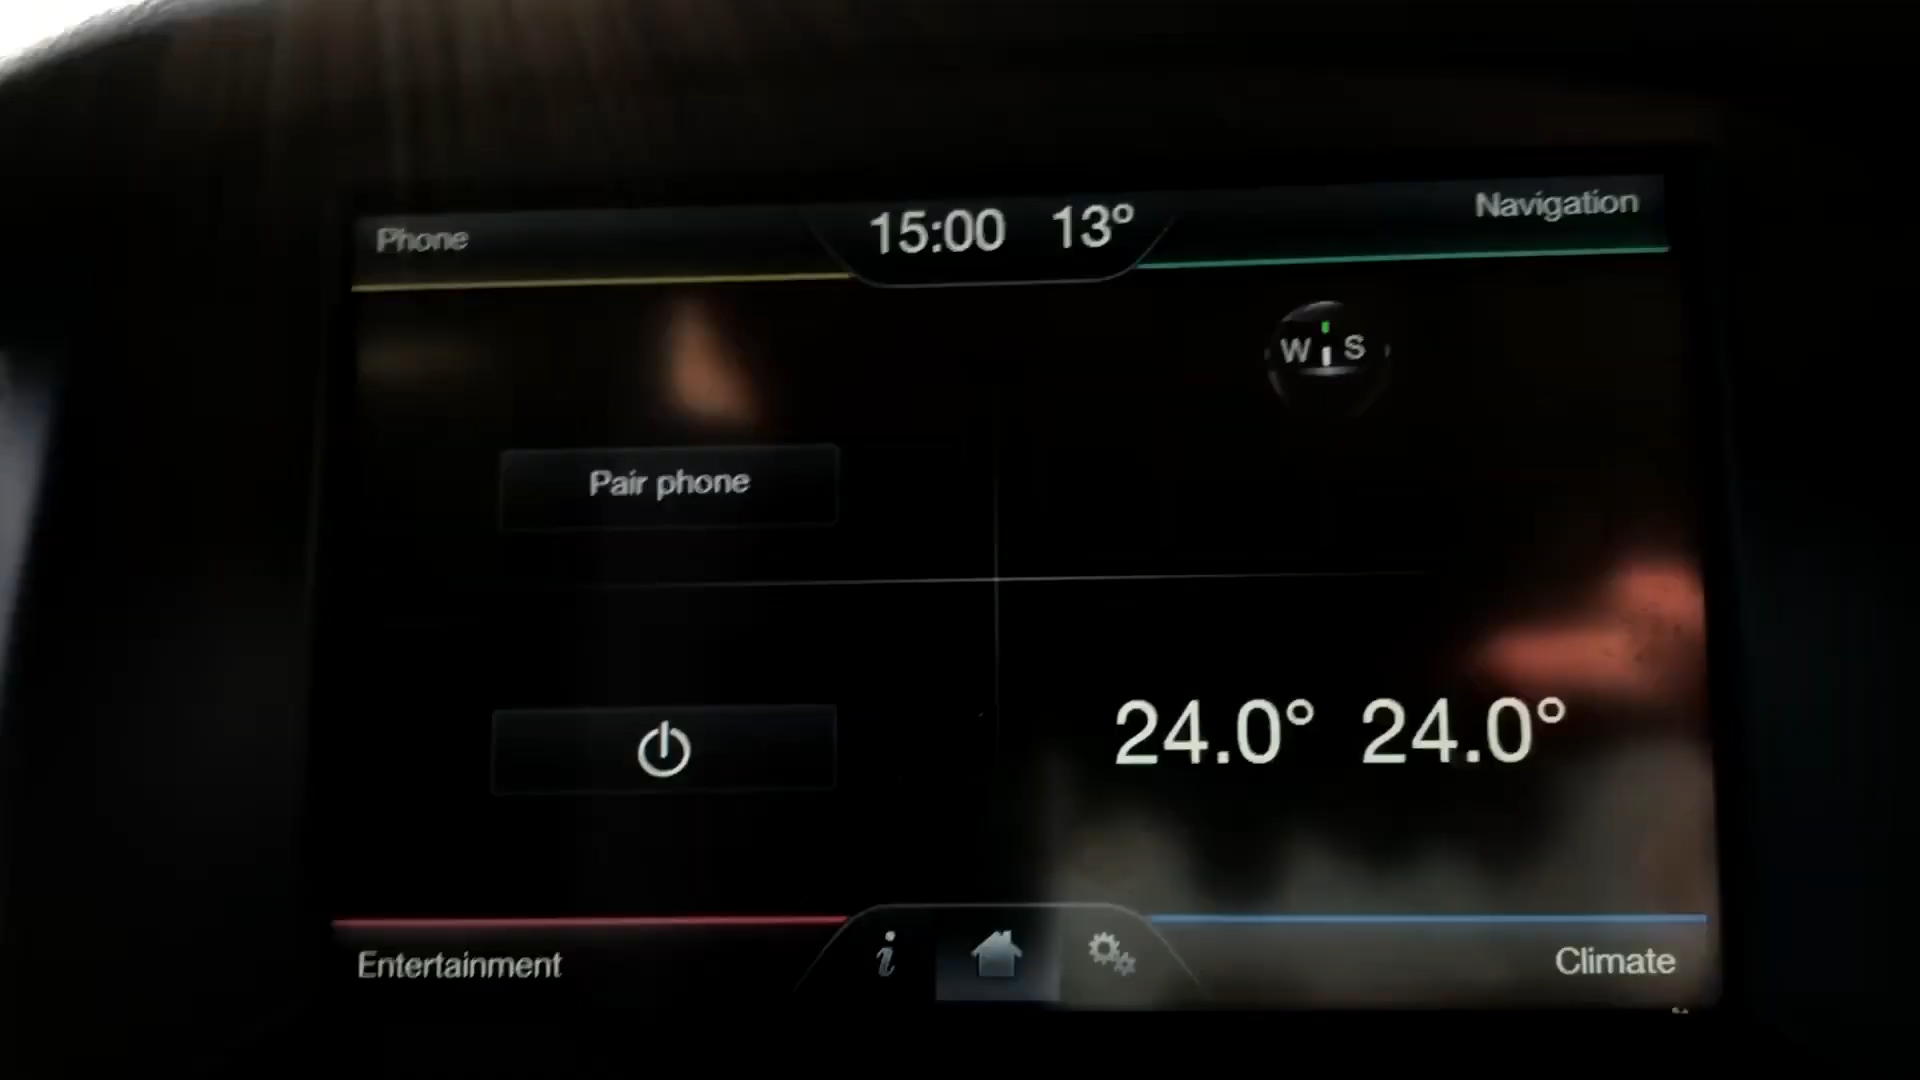 Phone
15:00 13°
Navigation
W S
Pair phone
24.0° 24.0°
Entertainment
i
Climate